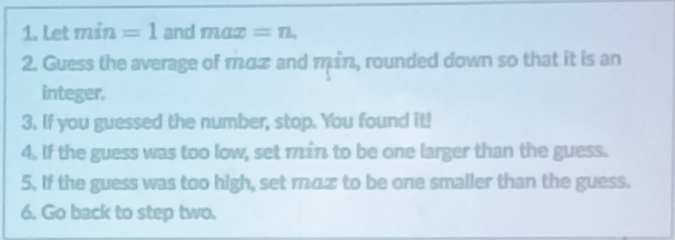 1. Let min = 1 and max = n.
2. Guess the average of max and min, rounded down so that it is an
integer.
3. If you guessed the number, stop. You found it!
4. If the guess was too low, set min to be one larger than the guess.
5. If the guess was too high, set max to be one smaller than the guess.
6. Go back to step two.